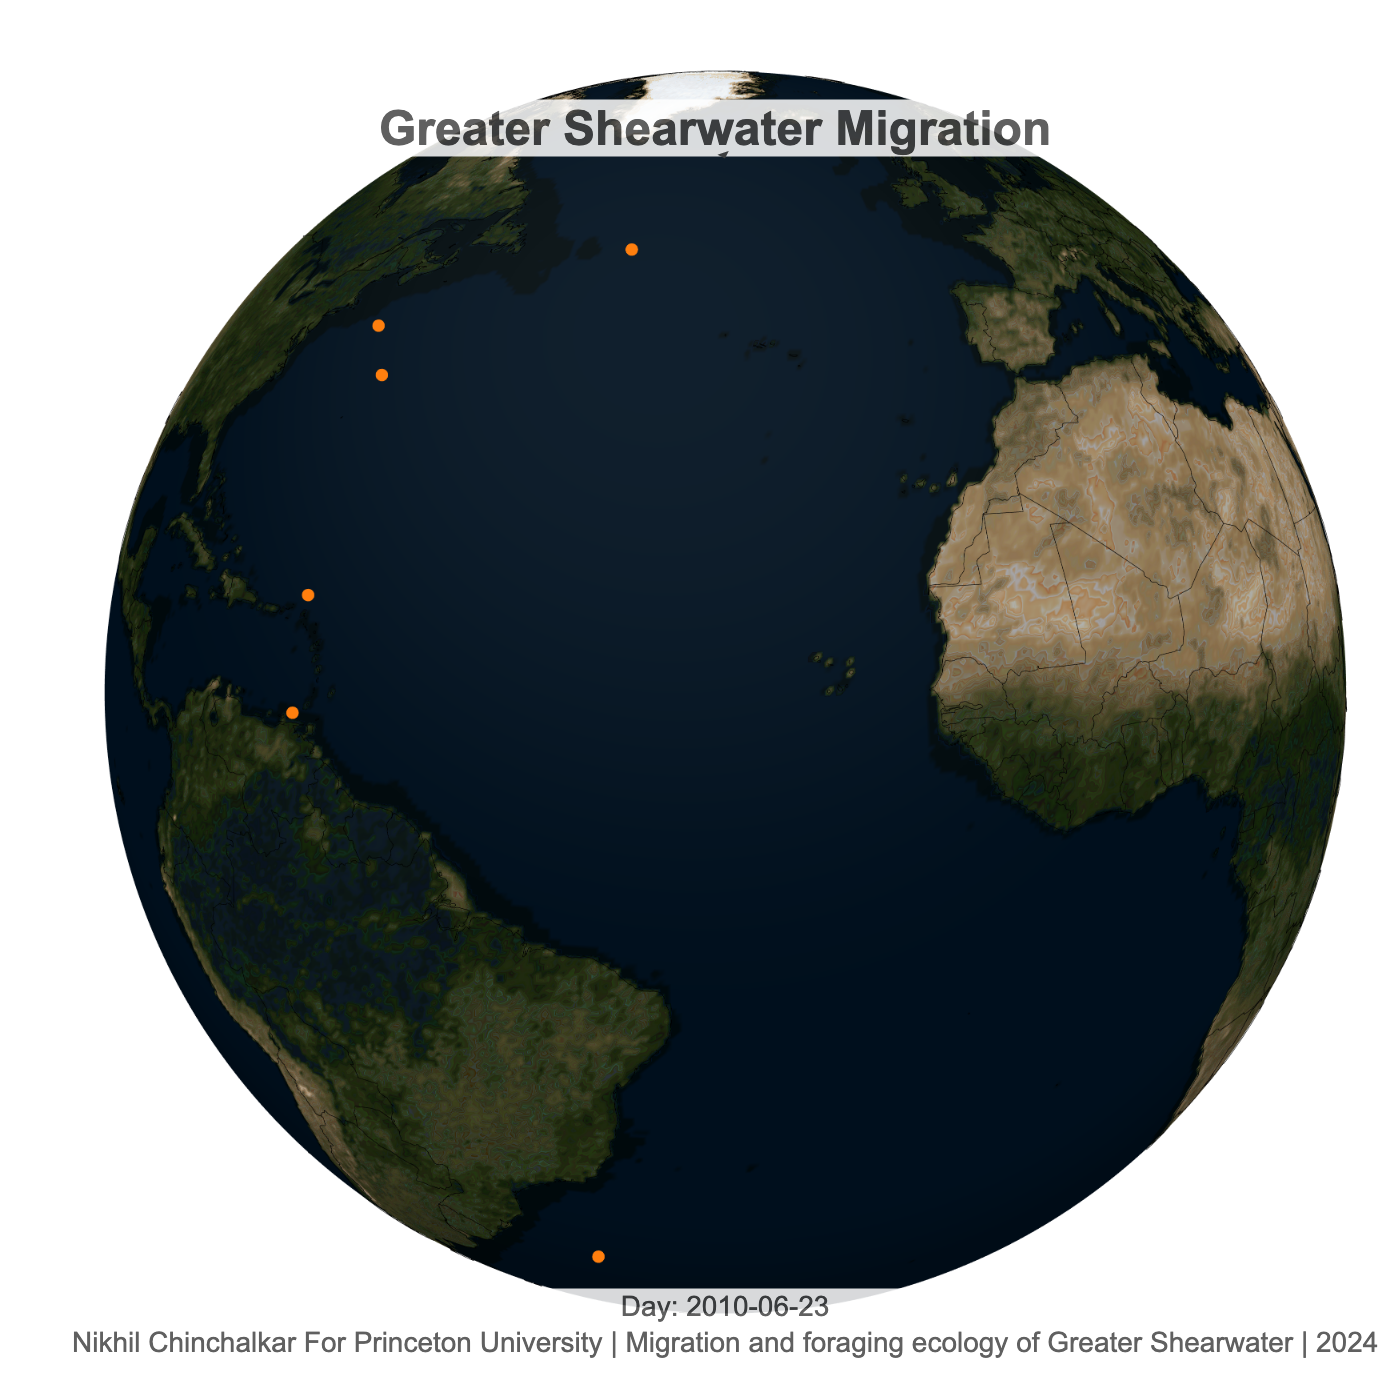 Greater Shearwater Migration
Day: 2010-06-23
Nikhil Chinchalkar For Princeton University | Migration and foraging ecology of Greater Shearwater | 2024